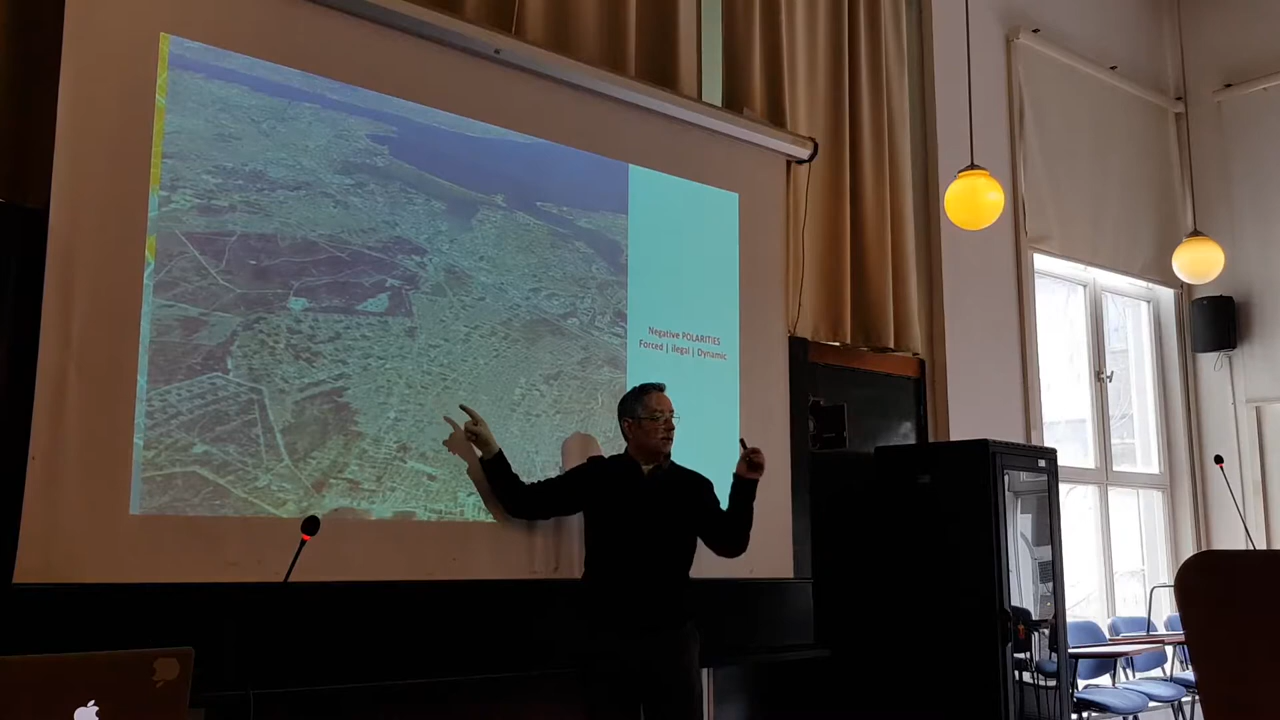 Negative POLARITIES
Forced | ilegal | Dynamic